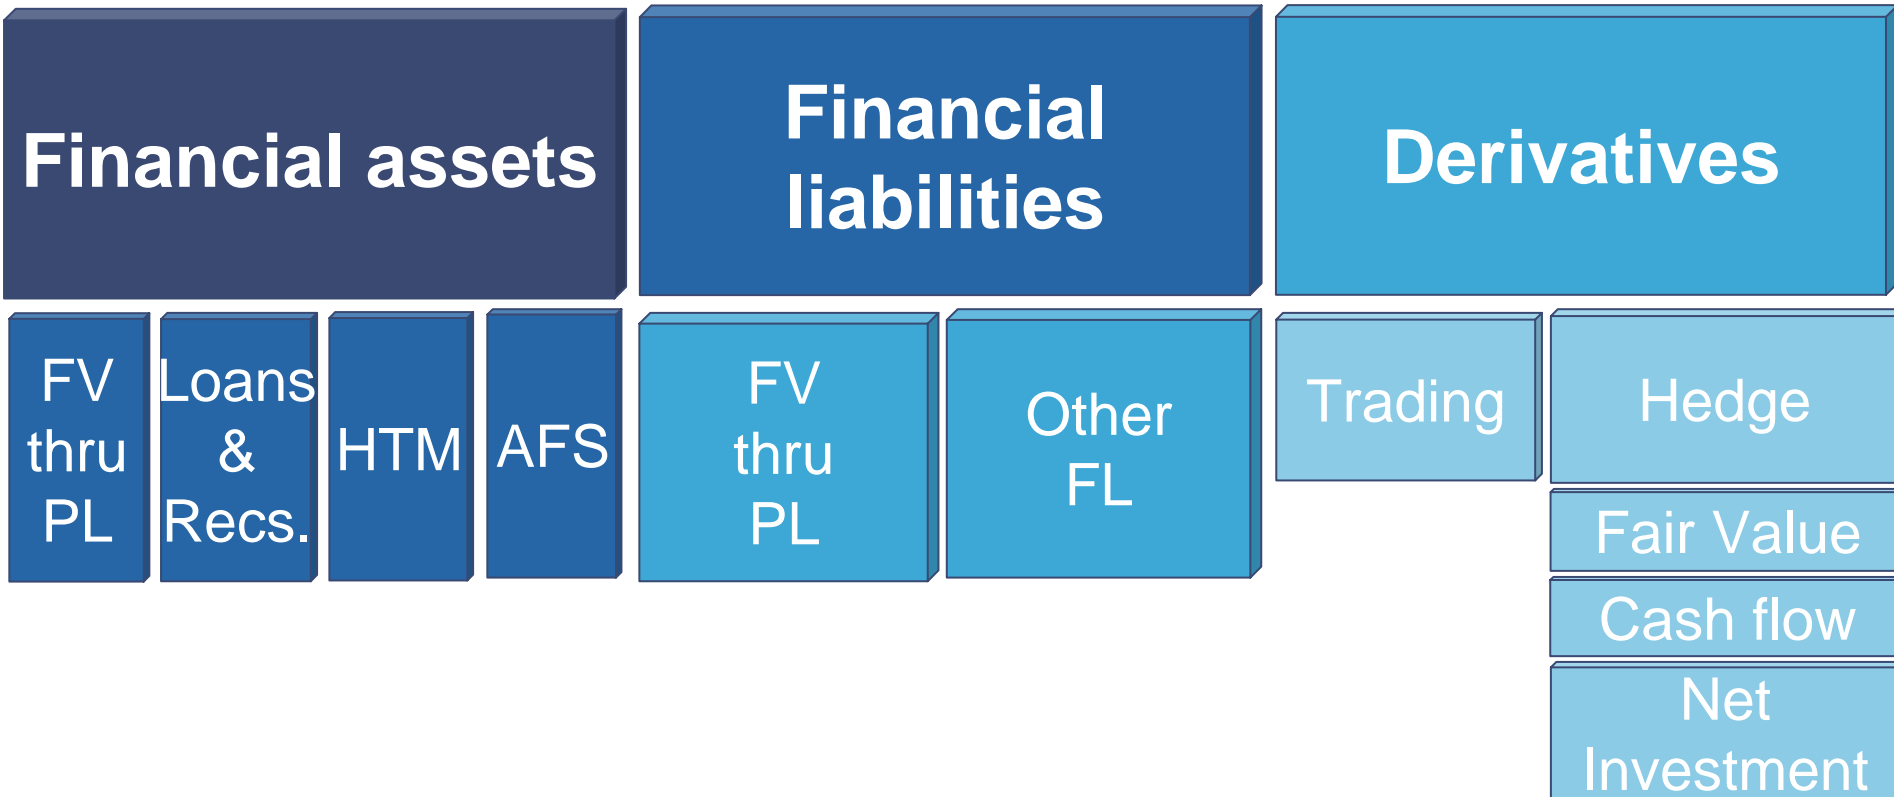 Financial assets
Financial
liabilities
Derivatives
FV
thru
PL
Loans
&
Recs.
HTM
AFS
FV
thru
PL
Other
FL
Trading
Hedge
Fair Value
Cash flow
Net
Investment